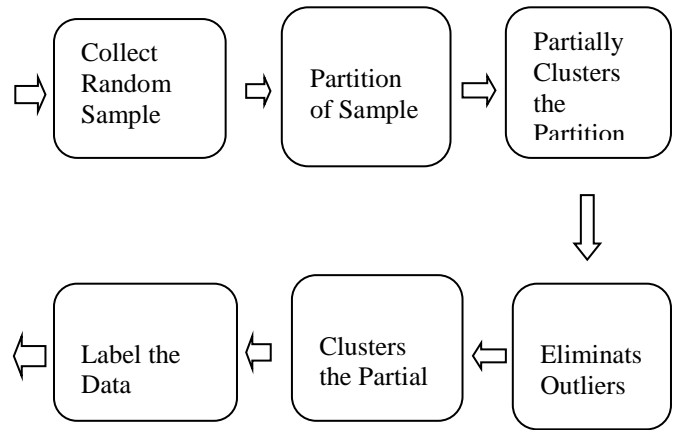 Collect
Random
Sample
Partition
of Sample
Partially
Clusters
the
Partition
Eliminats
Outliers
Clusters
the Partial
Label the
Data